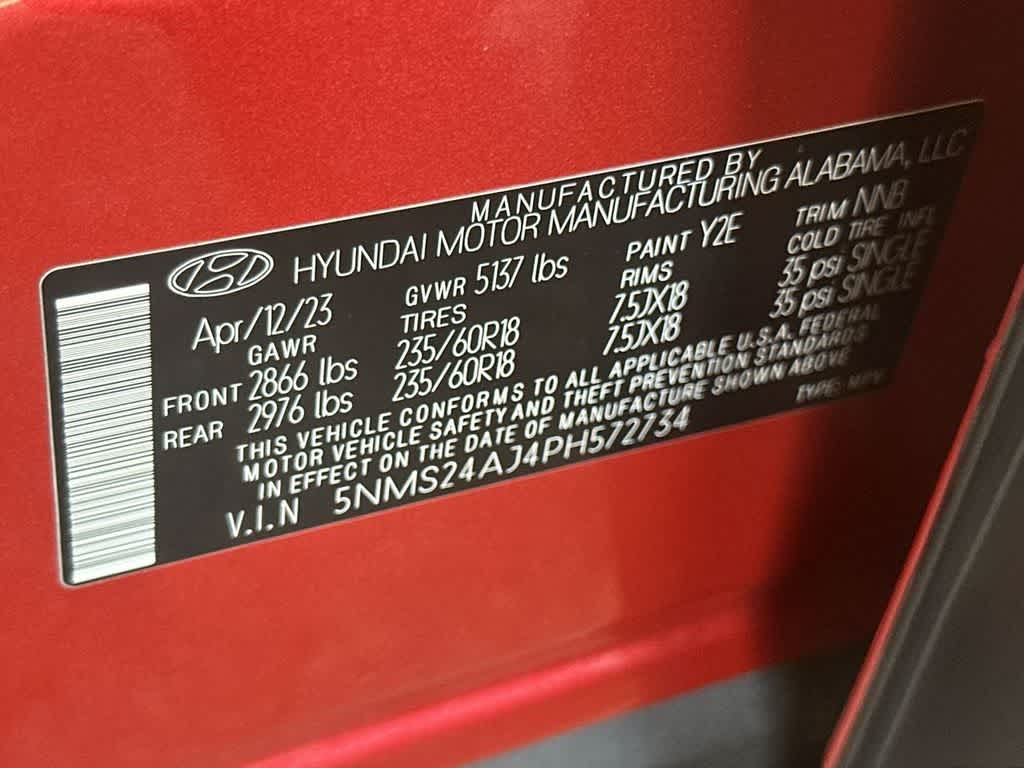 MANUFACTURED BY
HYUNDAI MOTOR MANUFACTURING ALABAMA, LLC
Apr/12/23 GVWR 5137 lbs PAINT Y2E TRIM NNB
GAWR TIRES RIMS COLD TIRE INFL
FRONT 2866 lbs 235/60R18 7.5JX18 35 psi SINGLE
REAR 2976 lbs 235/60R18 7.5JX18 35 psi SINGLE
THIS VEHICLE CONFORMS TO ALL APPLICABLE U.S.A. FEDERAL
MOTOR VEHICLE SAFETY AND THEFT PREVENTION STANDARDS
IN EFFECT ON THE DATE OF MANUFACTURE SHOWN ABOVE
V.I.N 5NMS24AJ4PH572734 TYPE: MPV